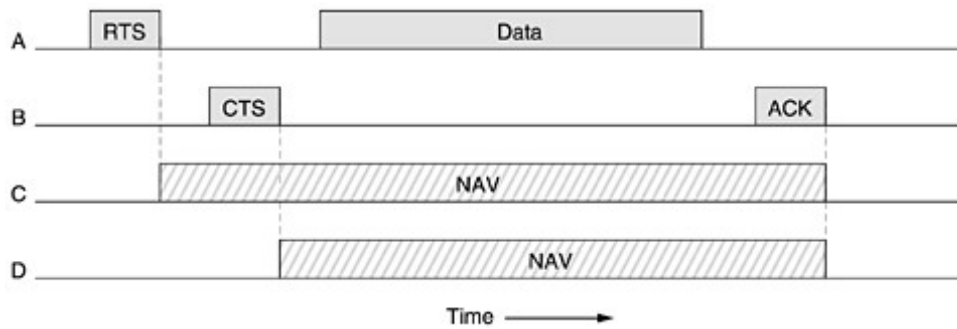 A RTS Data
B CTS ACK
C NAV
D NAV
Time